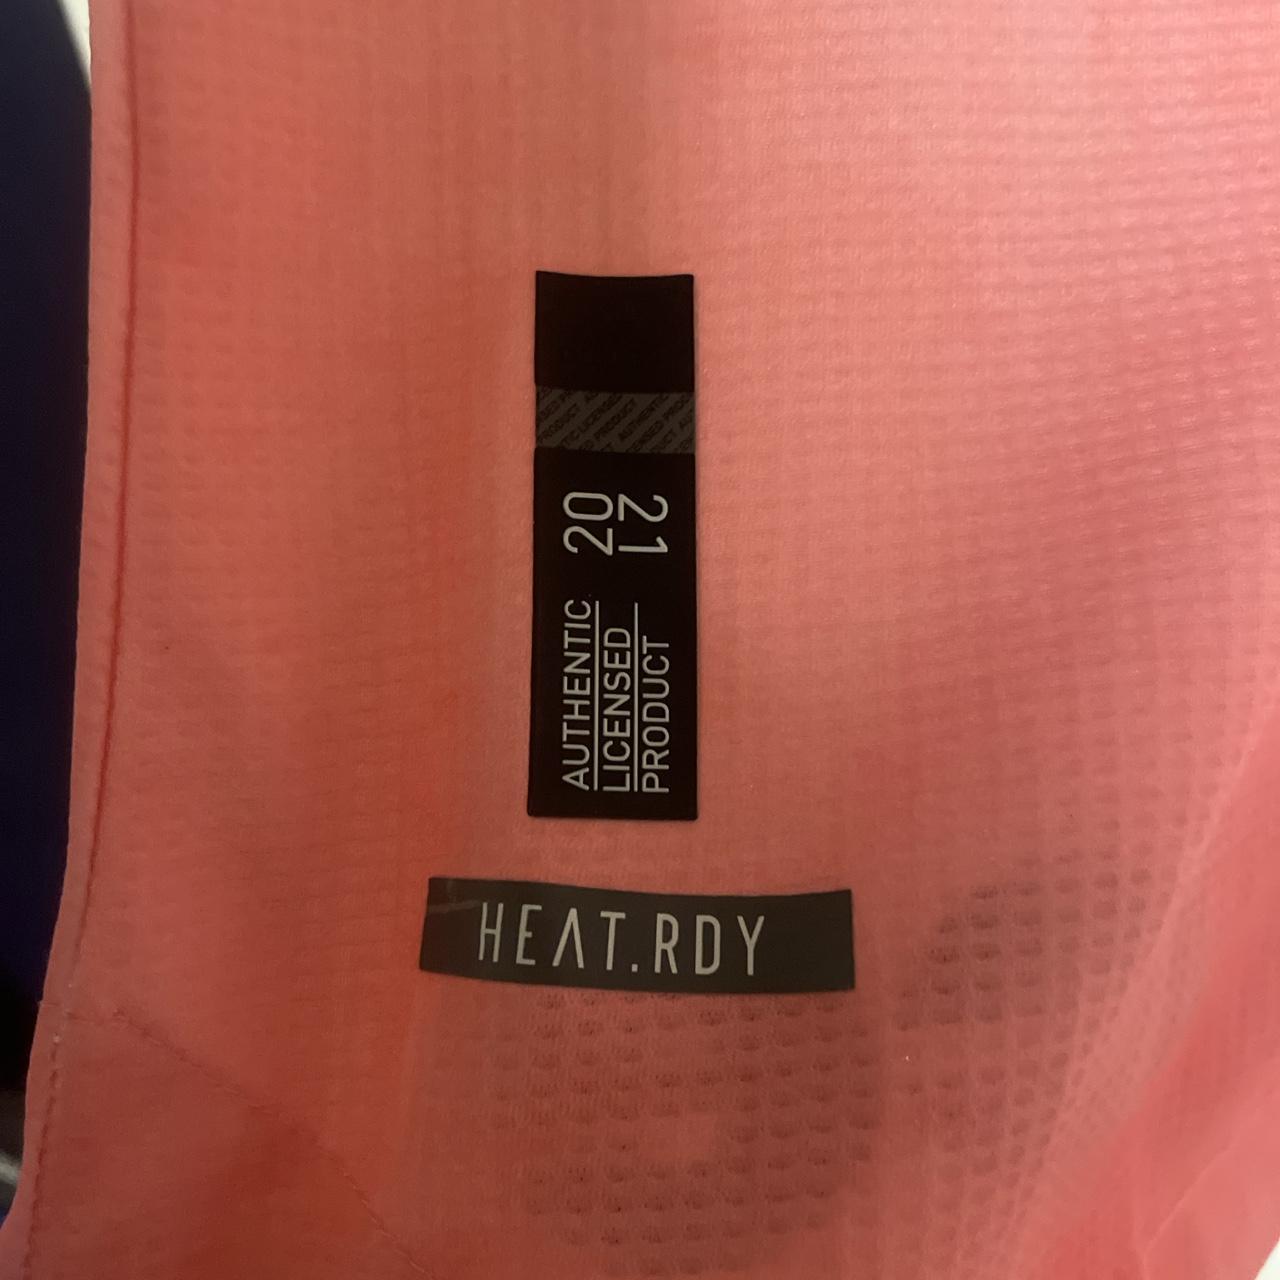 20
21
AUTHENTIC
LICENSED
PRODUCT
HEAT.RDY